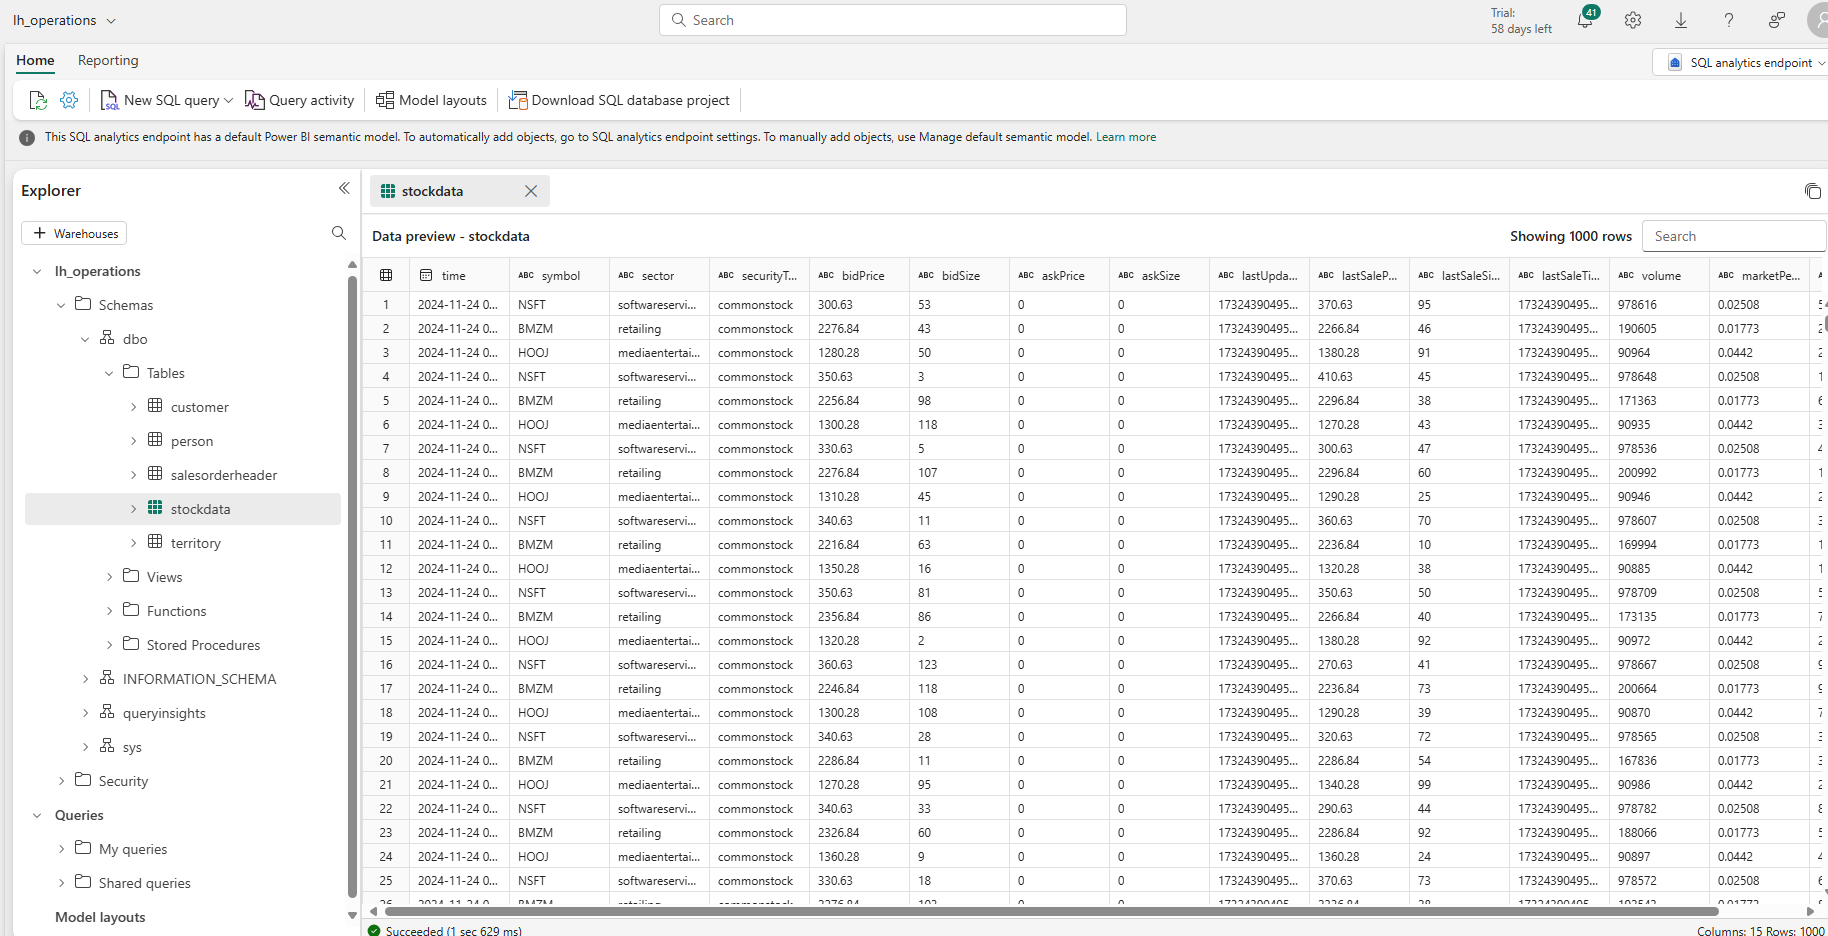 lh_operations
Search
Trial:
58 days left
41
Home Reporting
SQL analytics endpoint
New SQL query Query activity Model layouts Download SQL database project
This SQL analytics endpoint has a default Power BI semantic model. To automatically add objects, go to SQL analytics endpoint settings. To manually add objects, use Manage default semantic model. Learn more
Explorer
Warehouses
lh_operations
Schemas
dbo
Tables
customer
person
salesorderheader
stockdata
territory
Views
Functions
Stored Procedures
INFORMATION_SCHEMA
queryinsights
sys
Security
Queries
My queries
Shared queries
Model layouts
stockdata
Data preview - stockdata
Showing 1000 rows
Search
time ABC symbol ABC sector ABC securityT... ABC bidPrice ABC bidSize ABC askPrice ABC askSize ABC lastUpda... ABC lastSaleP... ABC lastSaleSi... ABC lastSaleTi... ABC volume ABC marketPe...
1 2024-11-24 0... NSFT softwareservi... commonstock 300.63 53 0 0 17324390495... 370.63 95 17324390495... 978616 0.02508
2 2024-11-24 0... BMZM retailing commonstock 2276.84 43 0 0 17324390495... 2266.84 46 17324390495... 190605 0.01773
3 2024-11-24 0... HOOJ mediaentertai... commonstock 1280.28 50 0 0 17324390495... 1380.28 91 17324390495... 90964 0.0442
4 2024-11-24 0... NSFT softwareservi... commonstock 350.63 3 0 0 17324390495... 410.63 45 17324390495... 978648 0.02508
5 2024-11-24 0... BMZM retailing commonstock 2256.84 98 0 0 17324390495... 2296.84 38 17324390495... 171363 0.01773
6 2024-11-24 0... HOOJ mediaentertai... commonstock 1300.28 118 0 0 17324390495... 1270.28 43 17324390495... 90935 0.0442
7 2024-11-24 0... NSFT softwareservi... commonstock 330.63 5 0 0 17324390495... 300.63 47 17324390495... 978536 0.02508
8 2024-11-24 0... BMZM retailing commonstock 2276.84 107 0 0 17324390495... 2296.84 60 17324390495... 200992 0.01773
9 2024-11-24 0... HOOJ mediaentertai... commonstock 1310.28 45 0 0 17324390495... 1290.28 25 17324390495... 90946 0.0442
10 2024-11-24 0... NSFT softwareservi... commonstock 340.63 11 0 0 17324390495... 360.63 70 17324390495... 978607 0.02508
11 2024-11-24 0... BMZM retailing commonstock 2216.84 63 0 0 17324390495... 2236.84 10 17324390495... 169994 0.01773
12 2024-11-24 0... HOOJ mediaentertai... commonstock 1350.28 16 0 0 17324390495... 1320.28 38 17324390495... 90885 0.0442
13 2024-11-24 0... NSFT softwareservi... commonstock 350.63 81 0 0 17324390495... 350.63 50 17324390495... 978709 0.02508
14 2024-11-24 0... BMZM retailing commonstock 2356.84 86 0 0 17324390495... 2266.84 40 17324390495... 173135 0.01773
15 2024-11-24 0... HOOJ mediaentertai... commonstock 1320.28 2 0 0 17324390495... 1380.28 92 17324390495... 90972 0.0442
16 2024-11-24 0... NSFT softwareservi... commonstock 360.63 123 0 0 17324390495... 270.63 41 17324390495... 978667 0.02508
17 2024-11-24 0... BMZM retailing commonstock 2246.84 118 0 0 17324390495... 2236.84 73 17324390495... 200664 0.01773
18 2024-11-24 0... HOOJ mediaentertai... commonstock 1300.28 108 0 0 17324390495... 1290.28 39 17324390495... 90870 0.0442
19 2024-11-24 0... NSFT softwareservi... commonstock 340.63 28 0 0 17324390495... 320.63 72 17324390495... 978565 0.02508
20 2024-11-24 0... BMZM retailing commonstock 2286.84 11 0 0 17324390495... 2286.84 54 17324390495... 167836 0.01773
21 2024-11-24 0... HOOJ mediaentertai... commonstock 1270.28 95 0 0 17324390495... 1340.28 99 17324390495... 90986 0.0442
22 2024-11-24 0... NSFT softwareservi... commonstock 340.63 33 0 0 17324390495... 290.63 44 17324390495... 978782 0.02508
23 2024-11-24 0... BMZM retailing commonstock 2326.84 60 0 0 17324390495... 2286.84 92 17324390495... 188066 0.01773
24 2024-11-24 0... HOOJ mediaentertai... commonstock 1360.28 9 0 0 17324390495... 1360.28 24 17324390495... 90897 0.0442
25 2024-11-24 0... NSFT softwareservi... commonstock 330.63 18 0 0 17324390495... 370.63 73 17324390495... 978572 0.02508
Succeeded (1 sec 629 ms)
Columns: 15 Rows: 1000